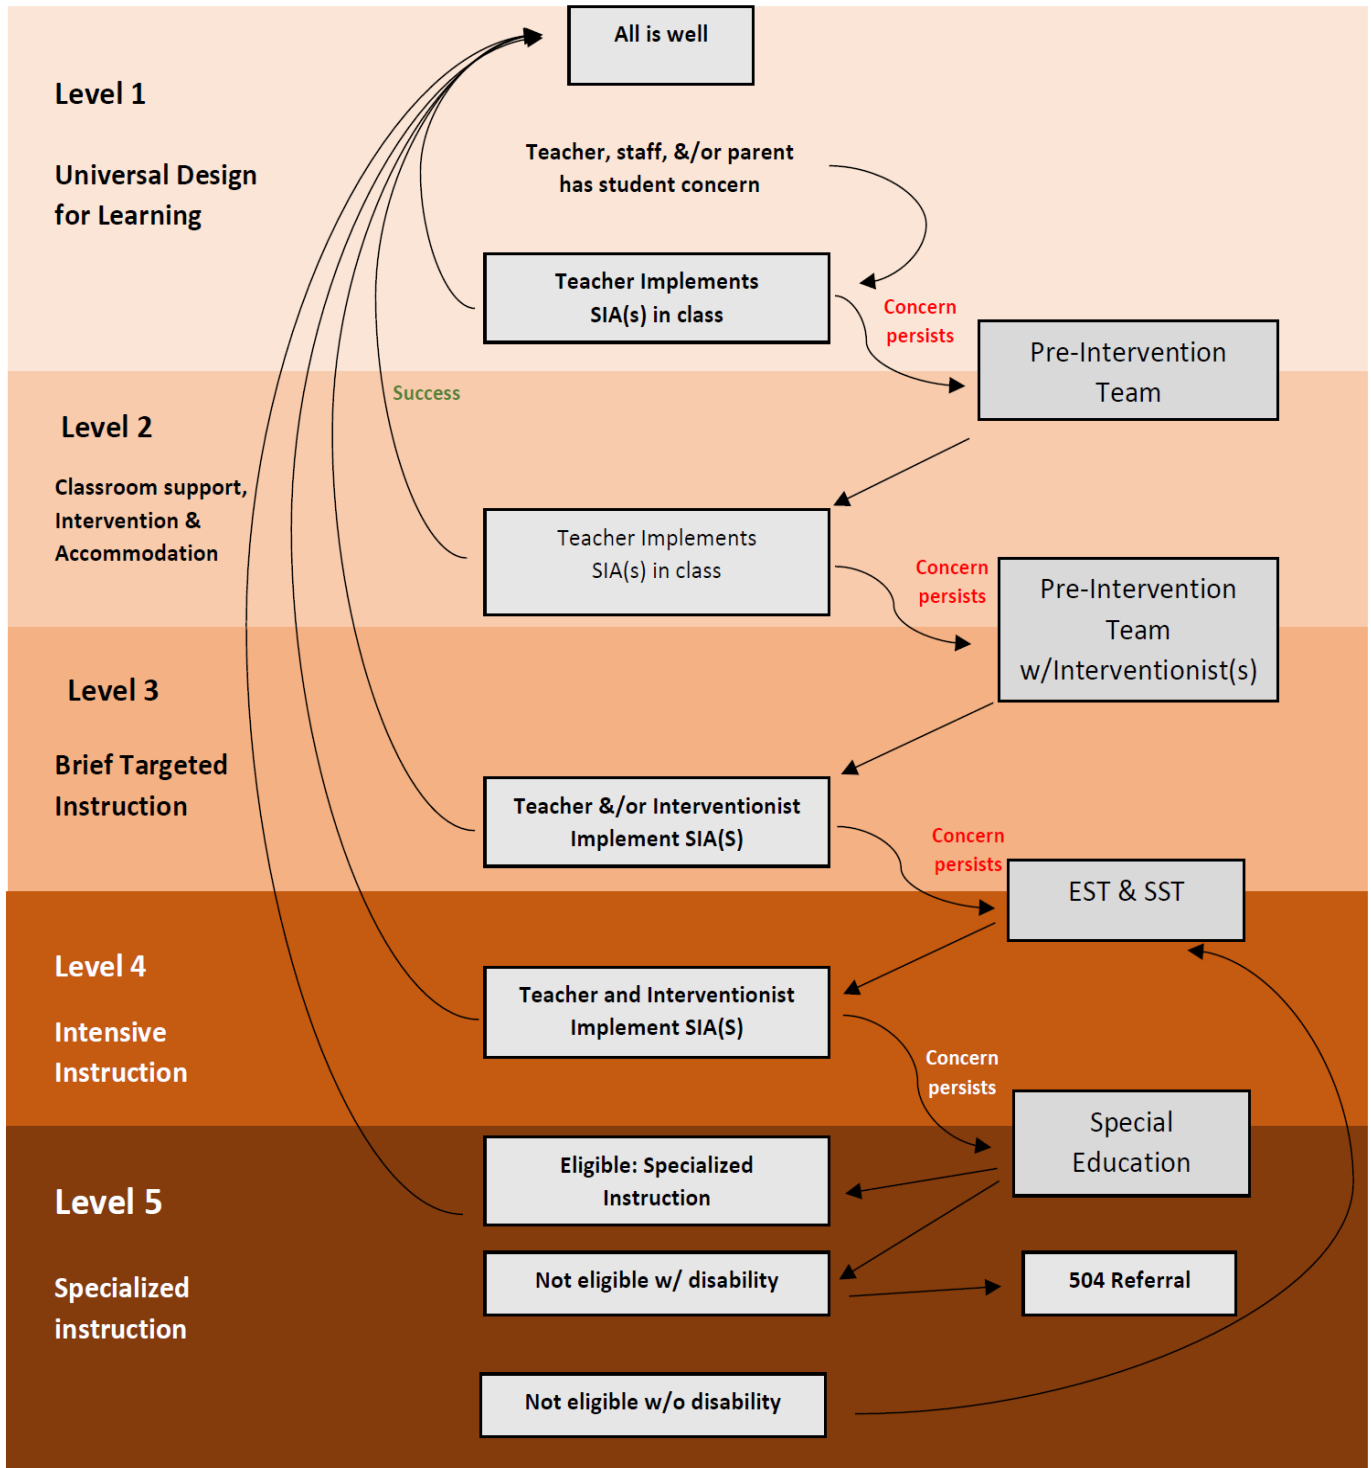 All is well
Level 1
Universal Design
for Learning
Teacher, staff, &/or parent
has student concern
Teacher Implements
SIA(s) in class
Concern
persists
Pre-Intervention
Team
Success
Level 2
Classroom support,
Intervention &
Accommodation
Teacher Implements
SIA(s) in class
Concern
persists
Pre-Intervention
Team
w/Interventionist(s)
Level 3
Brief Targeted
Instruction
Teacher &/or Interventionist
Implement SIA(S)
Concern
persists
EST & SST
Level 4
Intensive
Instruction
Teacher and Interventionist
Implement SIA(S)
Concern
persists
Special
Education
Level 5
Specialized
instruction
Eligible: Specialized
Instruction
Not eligible w/ disability
504 Referral
Not eligible w/o disability